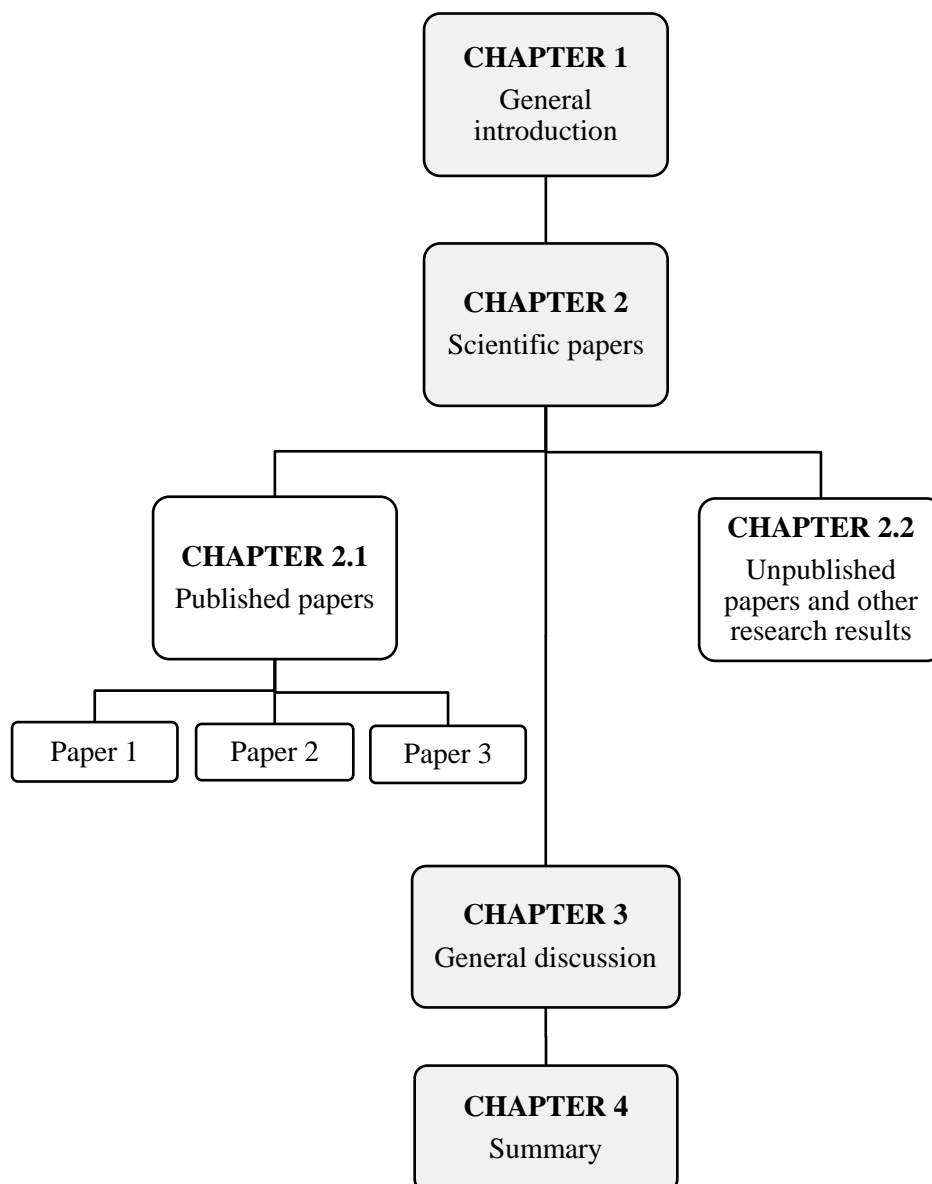 CHAPTER 1
General
introduction
CHAPTER 2
Scientific papers
CHAPTER 2.1
Published papers
CHAPTER 2.2
Unpublished
papers and other
research results
Paper 1
Paper 2
Paper 3
CHAPTER 3
General discussion
CHAPTER 4
Summary